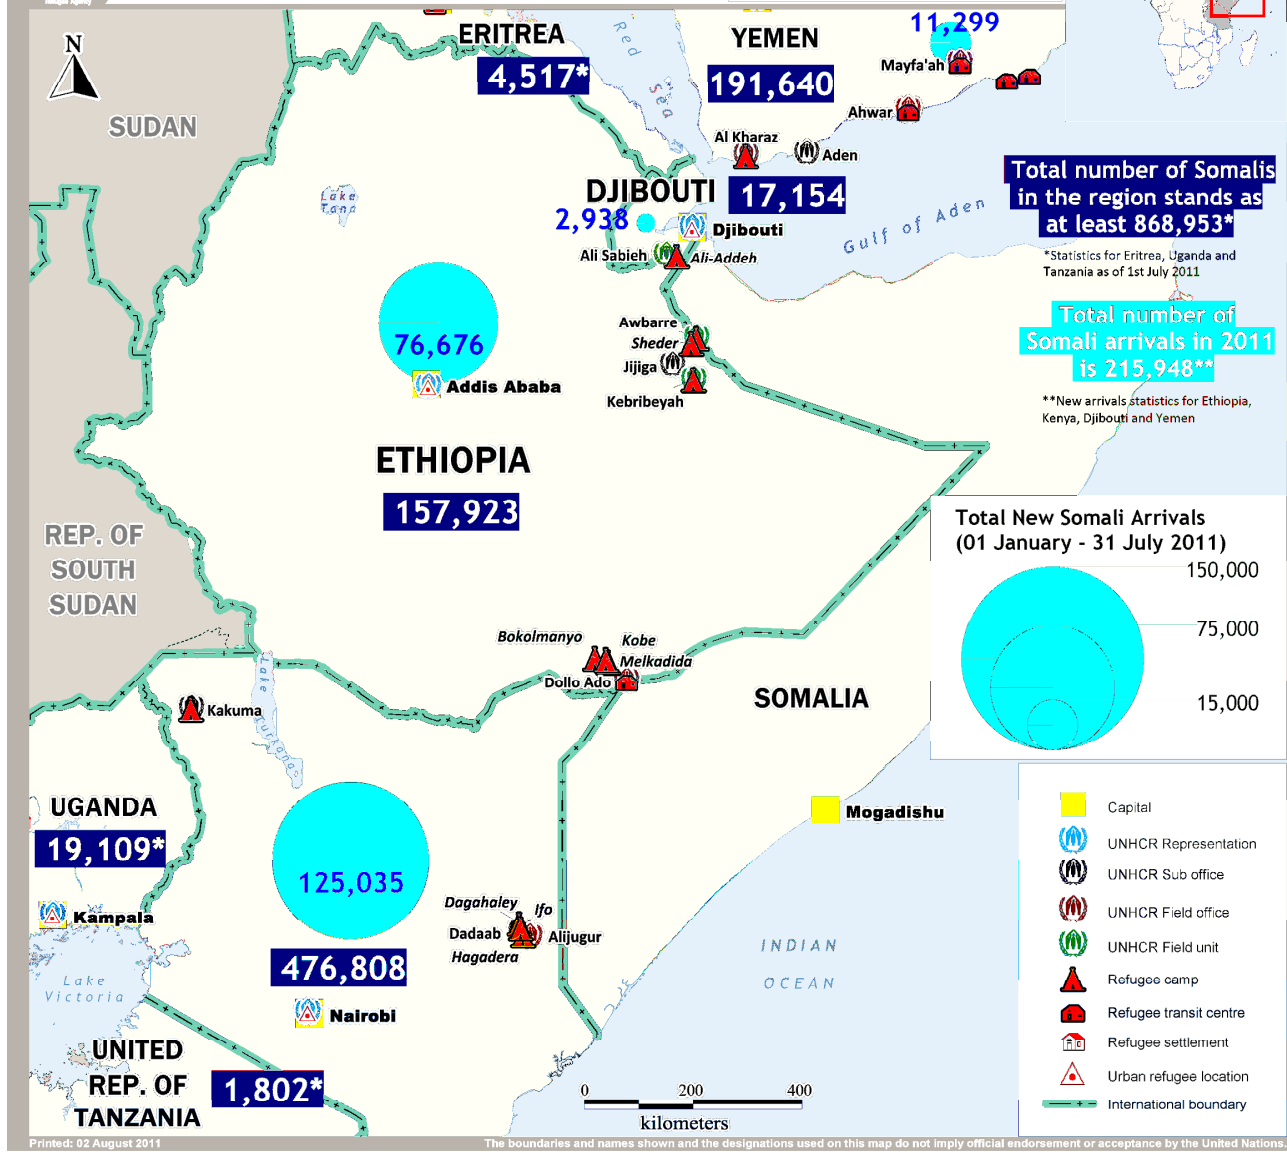 N
ERITREA
4,517*
Red
Sea
YEMEN
191,640
11,299
Mayfa'ah
Ahwar
SUDAN
Al Kharaz
Aden
Lake
Tana
DJIBOUTI
17,154
2,938
Djibouti
Gulf of Aden
Ali Sabieh
Ali-Addeh
Total number of Somalis
in the region stands as
at least 868,953*
*Statistics for Eritrea, Uganda and
Tanzania as of 1st July 2011
Total number of
Somali arrivals in 2011
is 215,948**
**New arrivals statistics for Ethiopia,
Kenya, Djibouti and Yemen
76,676
Addis Ababa
Awbarre
Sheder
Jijiga
Kebribeyah
ETHIOPIA
157,923
REP. OF
SOUTH
SUDAN
Total New Somali Arrivals
(01 January - 31 July 2011)
150,000
75,000
15,000
Bokolmanyo
Kobe
Melkadida
Dollo Ado
Lake
Turkana
Kakuma
SOMALIA
UGANDA
19,109*
Kampala
Mogadishu
125,035
476,808
Nairobi
Dagahaley
Ifo
Dadaab
Alijugur
Hagadera
Lake
Victoria
INDIAN
OCEAN
UNITED
REP. OF
TANZANIA
1,802*
0 200 400
kilometers
Capital
UNHCR Representation
UNHCR Sub office
UNHCR Field office
UNHCR Field unit
Refugee camp
Refugee transit centre
Refugee settlement
Urban refugee location
International boundary
Printed: 02 August 2011
The boundaries and names shown and the designations used on this map do not imply official endorsement or acceptance by the United Nations.